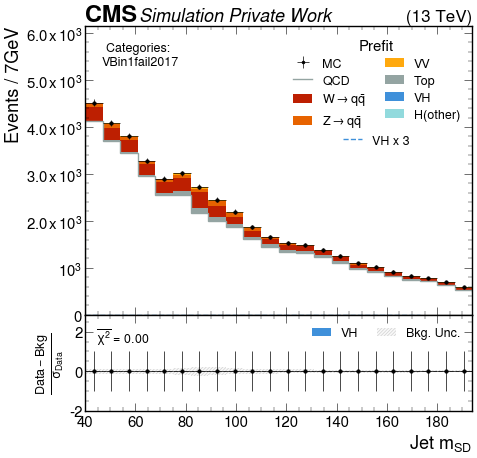 CMS Simulation Private Work (13 TeV)
Categories:
VBin1fail2017
Prefit
MC
QCD
W → qq̄
Z → qq̄
VV
Top
VH
H(other)
VH x 3
Events / 7GeV
6.0 x 10³
5.0 x 10³
4.0 x 10³
3.0 x 10³
2.0 x 10³
10³
0
χ² = 0.00
VH
Bkg. Unc.
Data − Bkg
σData
2
0
-2
40 60 80 100 120 140 160 180
Jet mSD